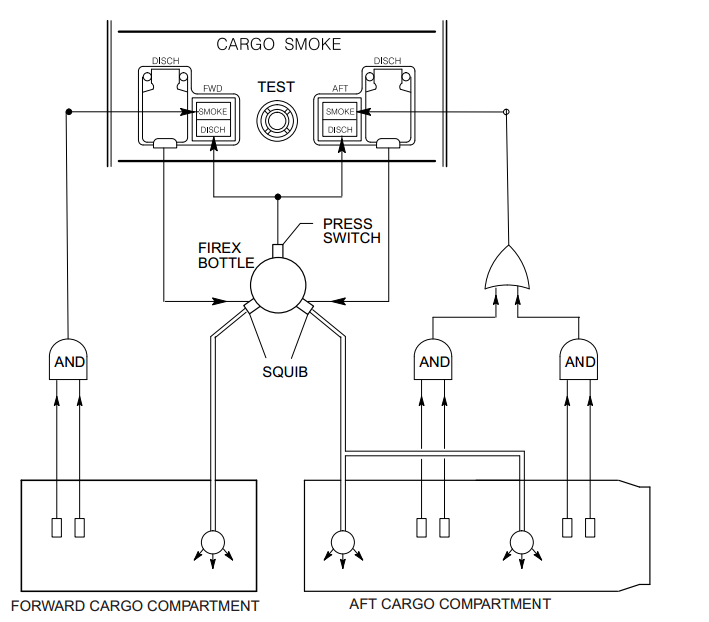 CARGO SMOKE
DISCH
DISCH
FWD
TEST
AFT
SMOKE
SMOKE
DISCH
DISCH
PRESS
SWITCH
FIREX
BOTTLE
SQUIB
AND
AND
AND
FORWARD CARGO COMPARTMENT
AFT CARGO COMPARTMENT